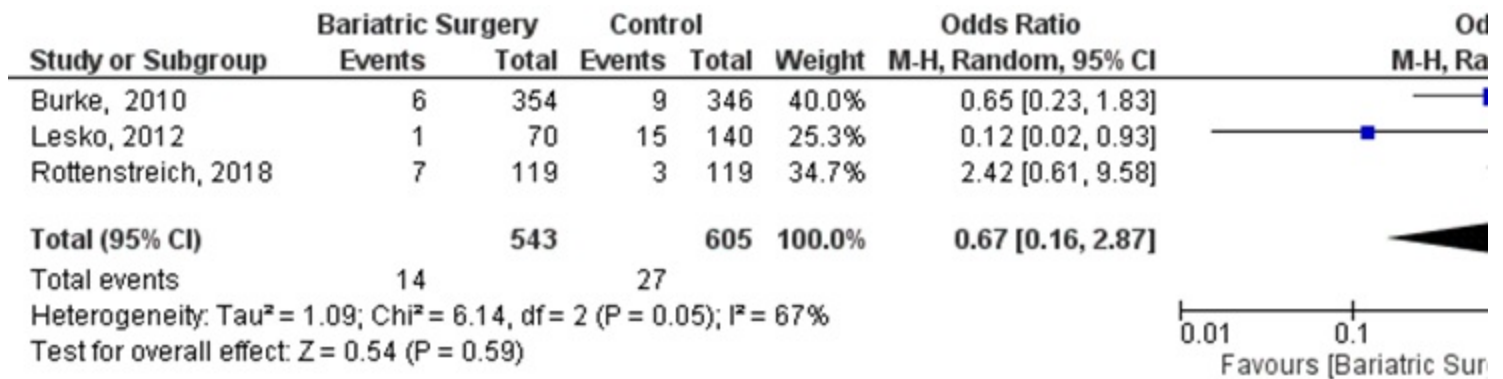 Bariatric Surgery Control Odds Ratio Od
Study or Subgroup Events Total Events Total Weight M-H, Random, 95% CI M-H, Ra
Burke, 2010 6 354 9 346 40.0% 0.65 [0.23, 1.83]
Lesko, 2012 1 70 15 140 25.3% 0.12 [0.02, 0.93]
Rottenstreich, 2018 7 119 3 119 34.7% 2.42 [0.61, 9.58]
Total (95% CI) 543 605 100.0% 0.67 [0.16, 2.87]
Total events 14 27
Heterogeneity: Tau² = 1.09; Chi² = 6.14, df = 2 (P = 0.05); I² = 67%
Test for overall effect: Z = 0.54 (P = 0.59)
0.01 0.1
Favours [Bariatric Surg